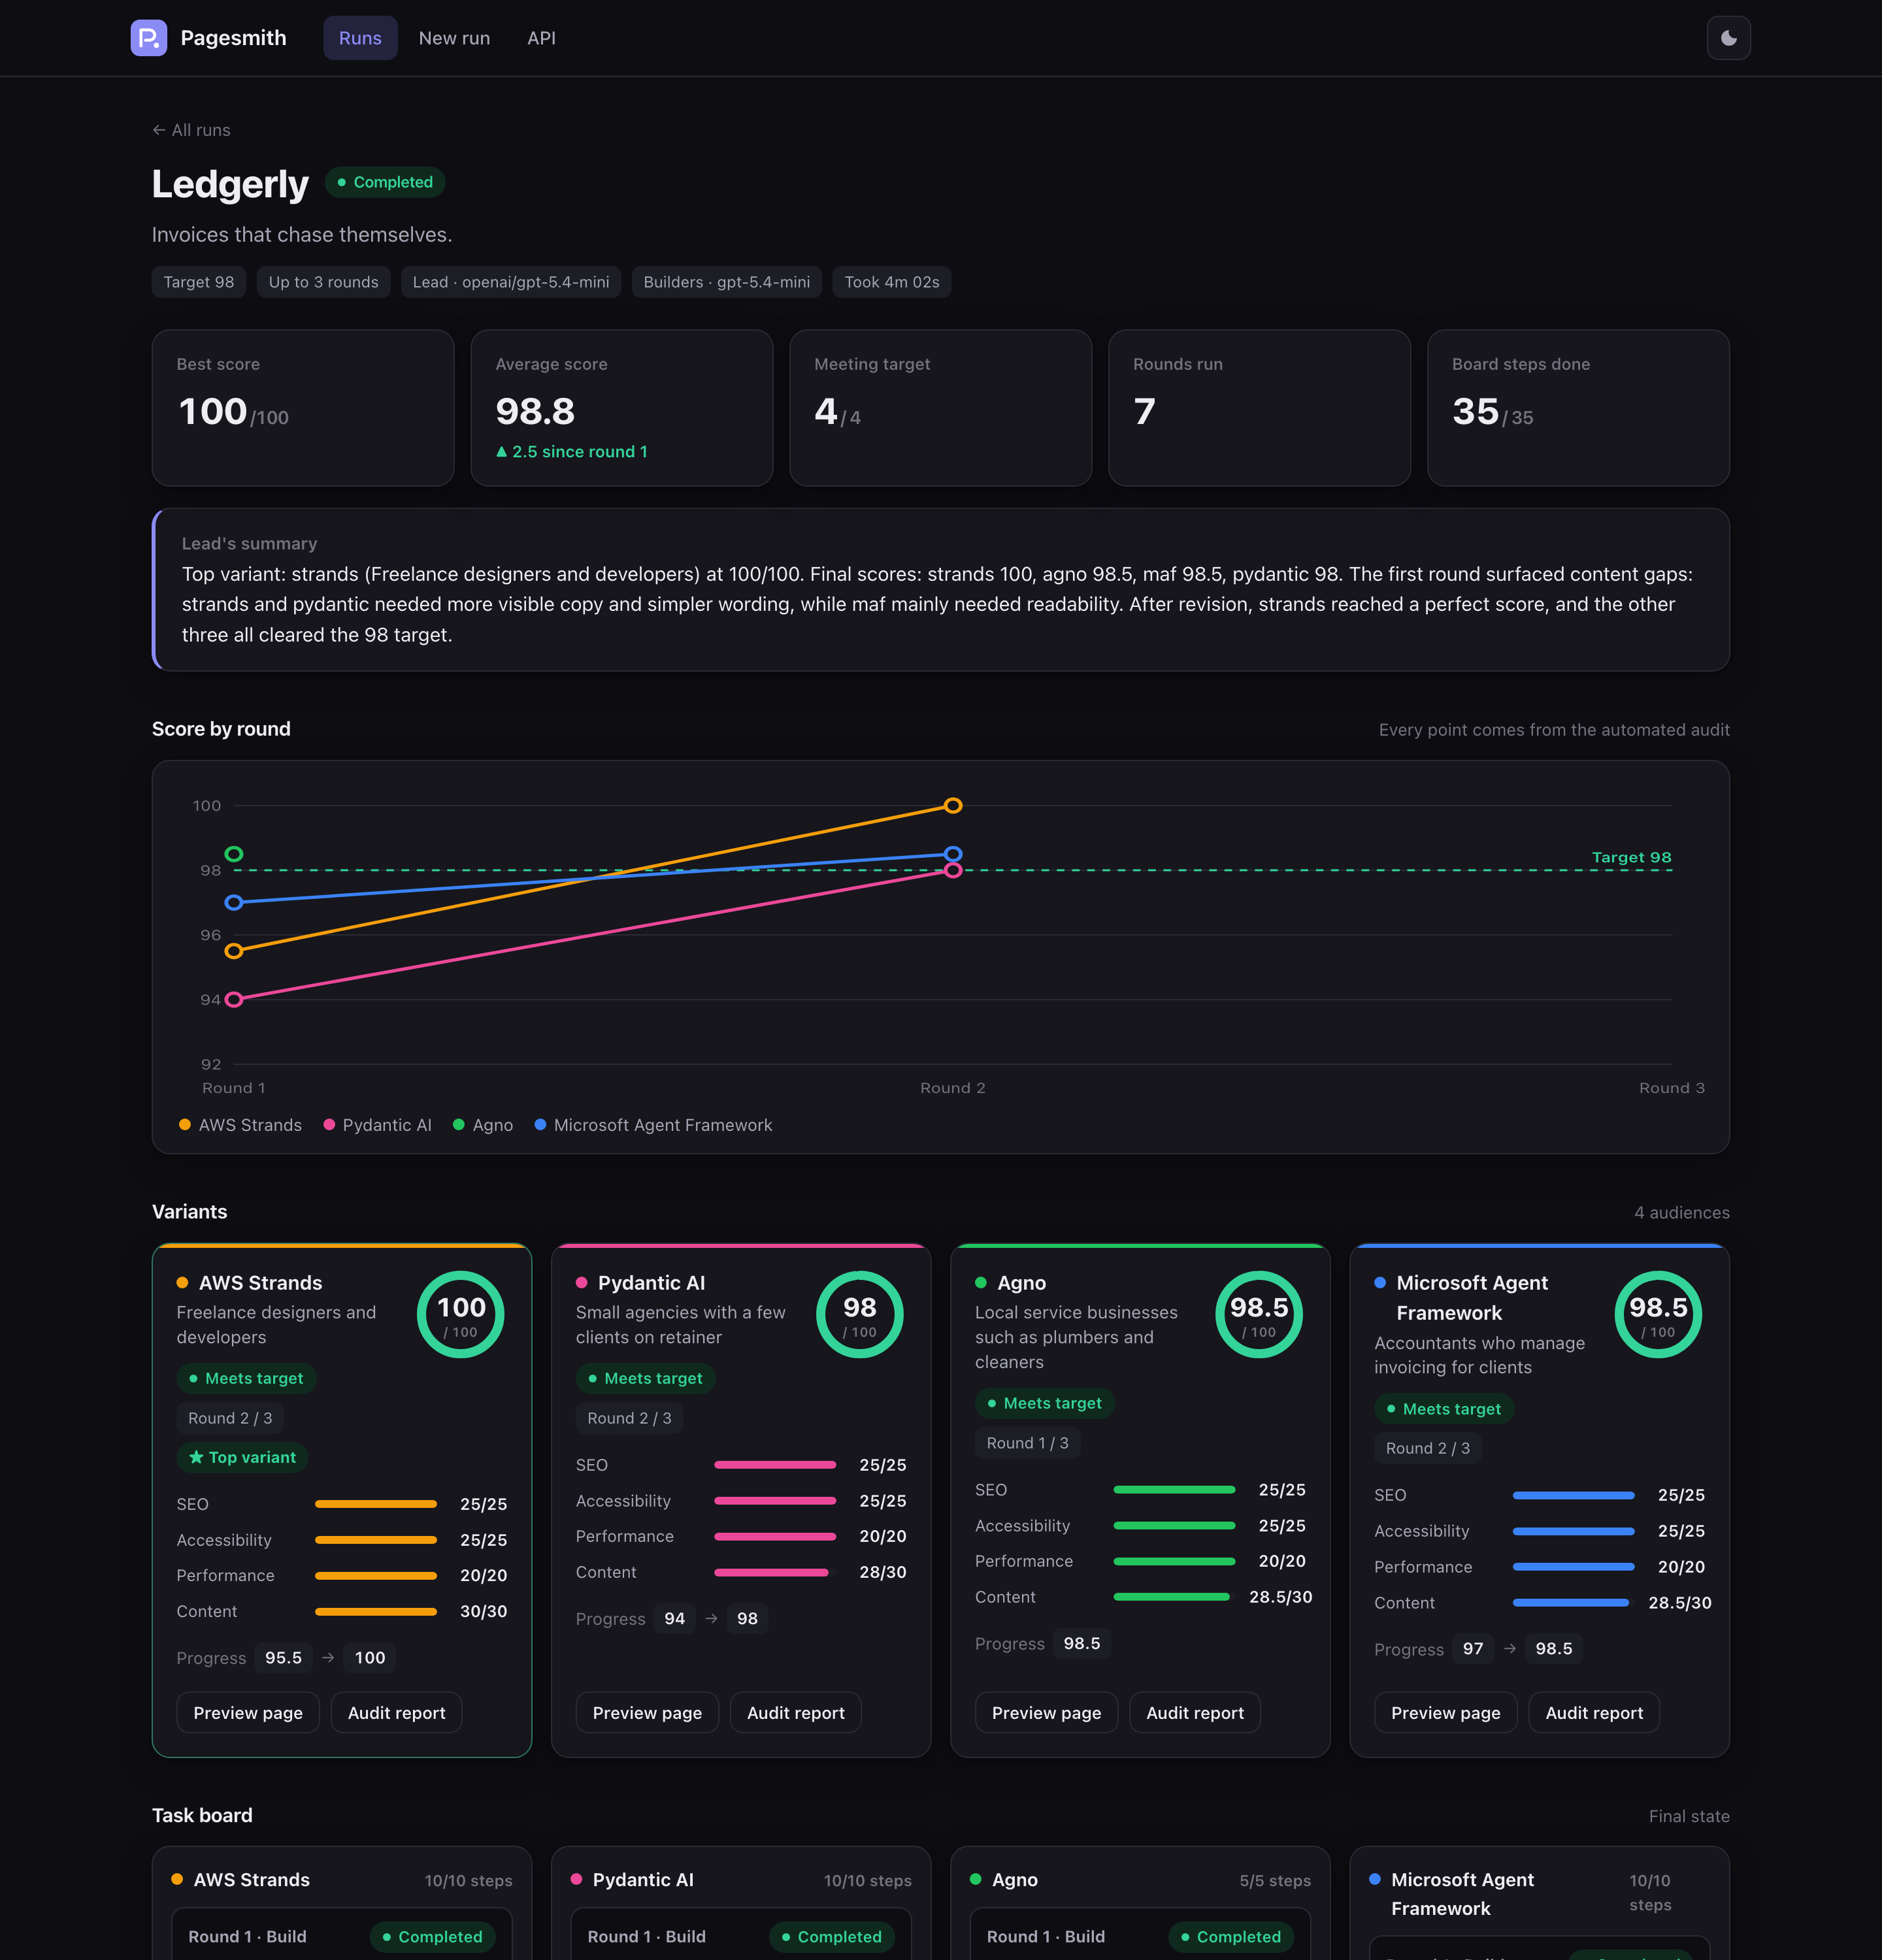 Pagesmith Runs New run API
← All runs
Ledgerly Completed
Invoices that chase themselves.
Target 98 Up to 3 rounds Lead · openai/gpt-5.4-mini Builders · gpt-5.4-mini Took 4m 02s
Best score
100/100
Average score
98.8
▲ 2.5 since round 1
Meeting target
4/4
Rounds run
7
Board steps done
35/35
Lead's summary
Top variant: strands (Freelance designers and developers) at 100/100. Final scores: strands 100, agno 98.5, maf 98.5, pydantic 98. The first round surfaced content gaps:
strands and pydantic needed more visible copy and simpler wording, while maf mainly needed readability. After revision, strands reached a perfect score, and the other
three all cleared the 98 target.
Score by round Every point comes from the automated audit
100
98 Target 98
96
94
92
Round 1 Round 2 Round 3
AWS Strands Pydantic AI Agno Microsoft Agent Framework
Variants 4 audiences
AWS Strands
Freelance designers and
developers
100
/ 100
Meets target
Round 2 / 3
★ Top variant
SEO 25/25
Accessibility 25/25
Performance 20/20
Content 30/30
Progress 95.5 → 100
Preview page Audit report
Pydantic AI
Small agencies with a few
clients on retainer
98
/ 100
Meets target
Round 2 / 3
SEO 25/25
Accessibility 25/25
Performance 20/20
Content 28/30
Progress 94 → 98
Preview page Audit report
Agno
Local service businesses
such as plumbers and
cleaners
98.5
/ 100
Meets target
Round 1 / 3
SEO 25/25
Accessibility 25/25
Performance 20/20
Content 28.5/30
Progress 98.5
Preview page Audit report
Microsoft Agent
Framework
Accountants who manage
invoicing for clients
98.5
/ 100
Meets target
Round 2 / 3
SEO 25/25
Accessibility 25/25
Performance 20/20
Content 28.5/30
Progress 97 → 98.5
Preview page Audit report
Task board Final state
AWS Strands 10/10 steps
Round 1 · Build Completed
Pydantic AI 10/10 steps
Round 1 · Build Completed
Agno 5/5 steps
Round 1 · Build Completed
Microsoft Agent
Framework
10/10
steps